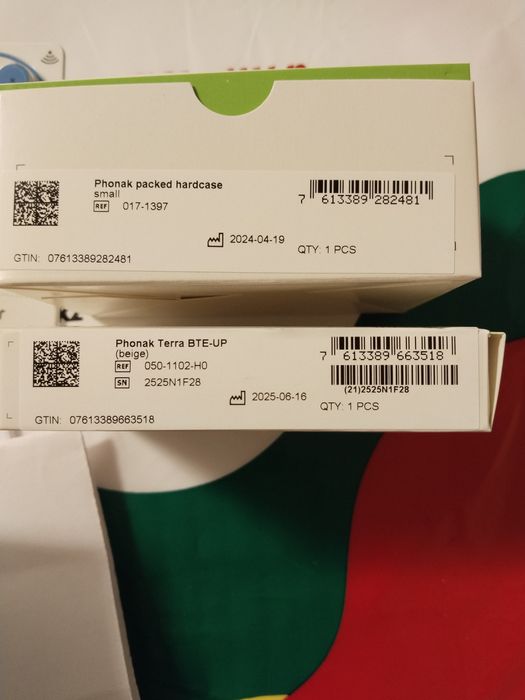 Phonak packed hardcase
small
REF 017-1397
7 613389 282481
2024-04-19
QTY: 1 PCS
GTIN: 07613389282481
Phonak Terra BTE-UP
(beige)
REF 050-1102-H0
SN 2525N1F28
7 613389 663518
(21)2525N1F28
2025-06-16
QTY: 1 PCS
GTIN: 07613389663518